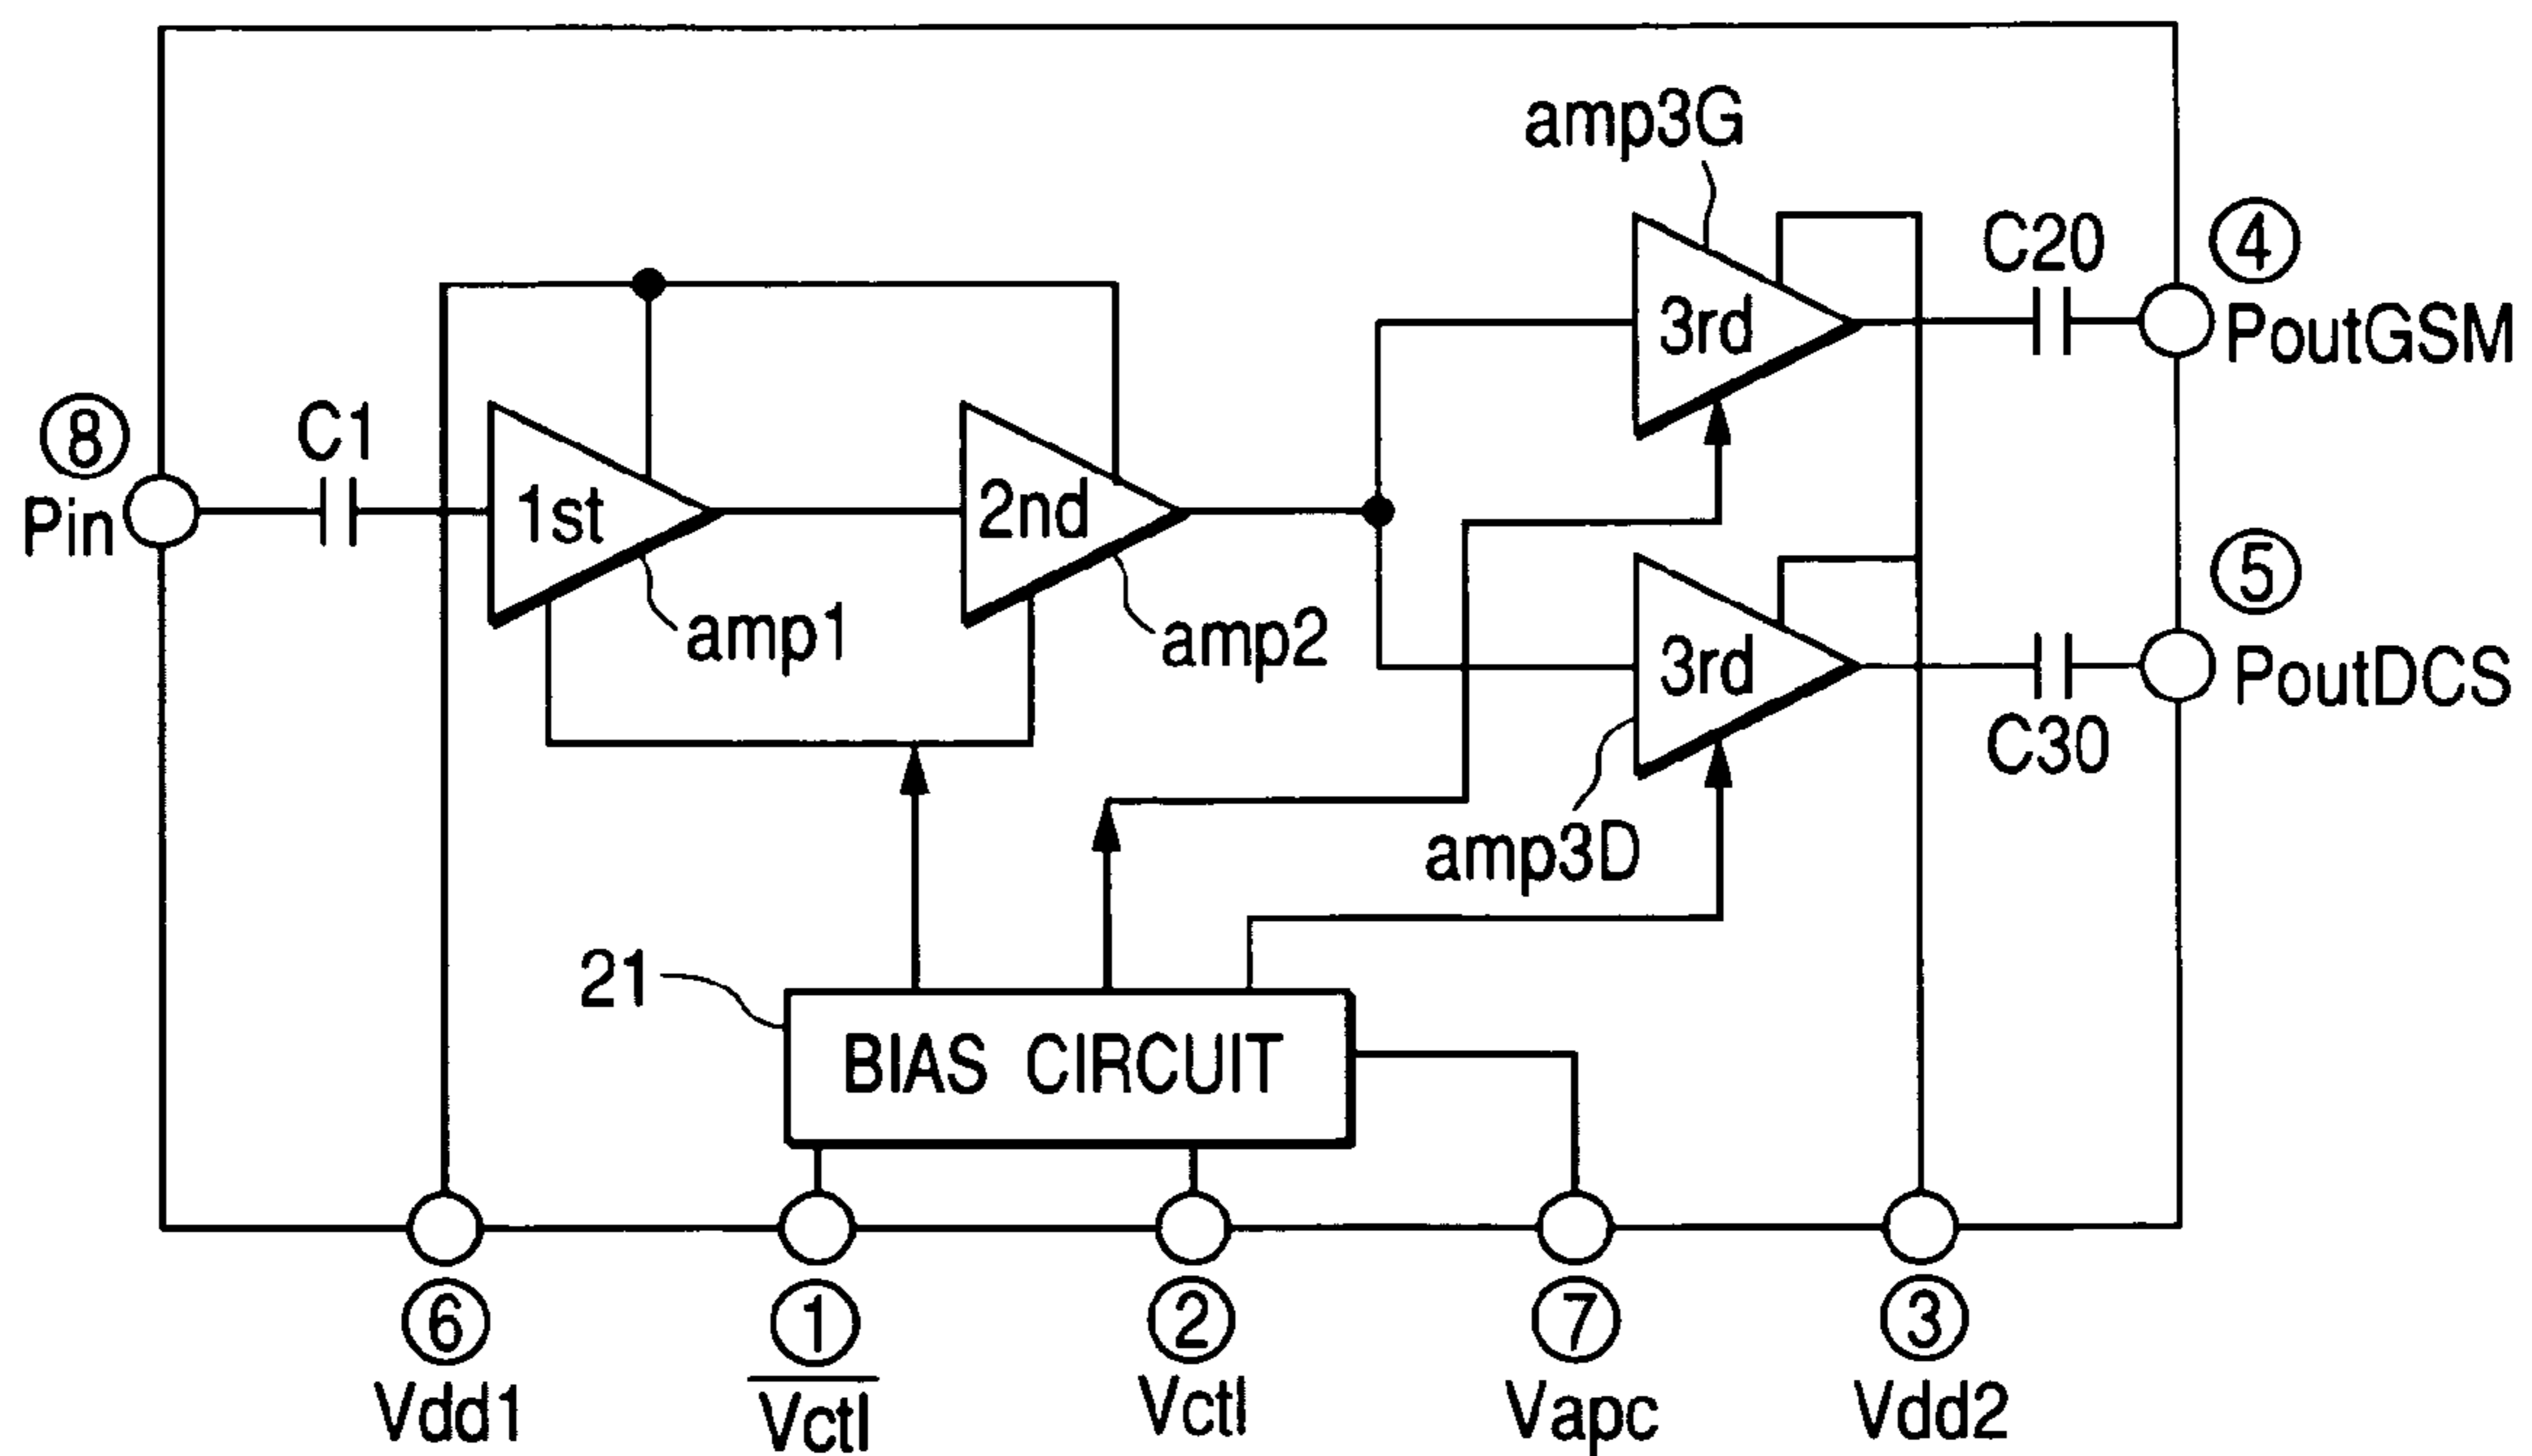 amp3G
C20
④
3rd
PoutGSM
⑧
C1
Pin
1st
2nd
amp1
amp2
⑤
3rd
PoutDCS
C30
amp3D
21
BIAS CIRCUIT
⑥
①
②
⑦
③
Vdd1
V̅c̅t̅l̅
Vctl
Vapc
Vdd2